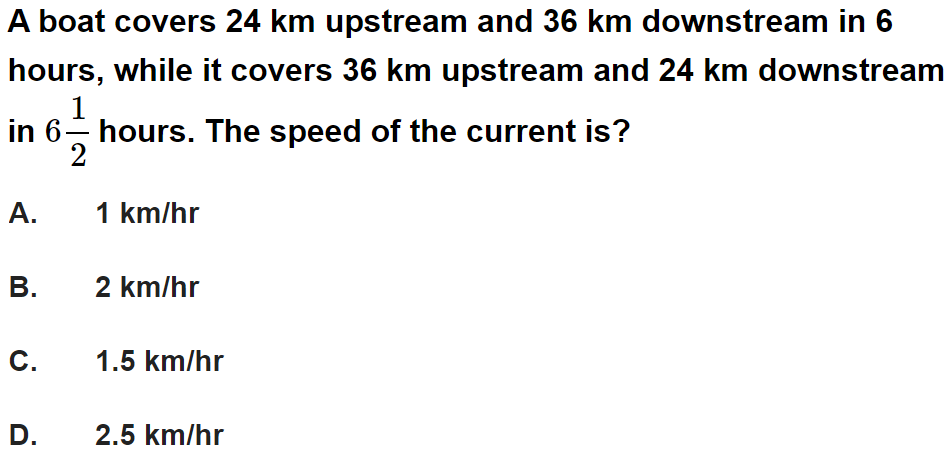 A boat covers 24 km upstream and 36 km downstream in 6
hours, while it covers 36 km upstream and 24 km downstream
in 6 1/2 hours. The speed of the current is?
A. 1 km/hr
B. 2 km/hr
C. 1.5 km/hr
D. 2.5 km/hr